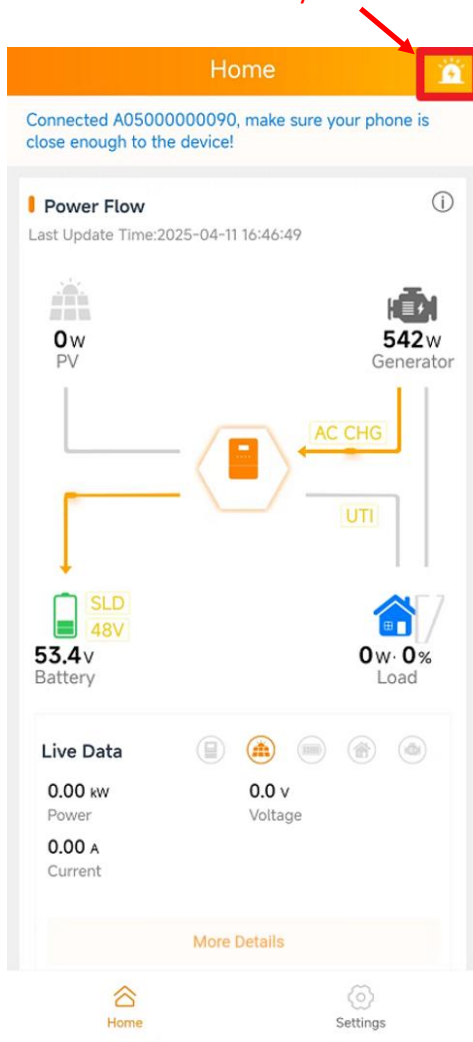 Home
Connected A05000000090, make sure your phone is
close enough to the device!
Power Flow
Last Update Time:2025-04-11 16:46:49
0w
PV
542w
Generator
AC CHG
UTI
SLD
48V
53.4v
Battery
0w· 0%
Load
Live Data
0.00 kW
Power
0.0 v
Voltage
0.00 A
Current
More Details
Home
Settings